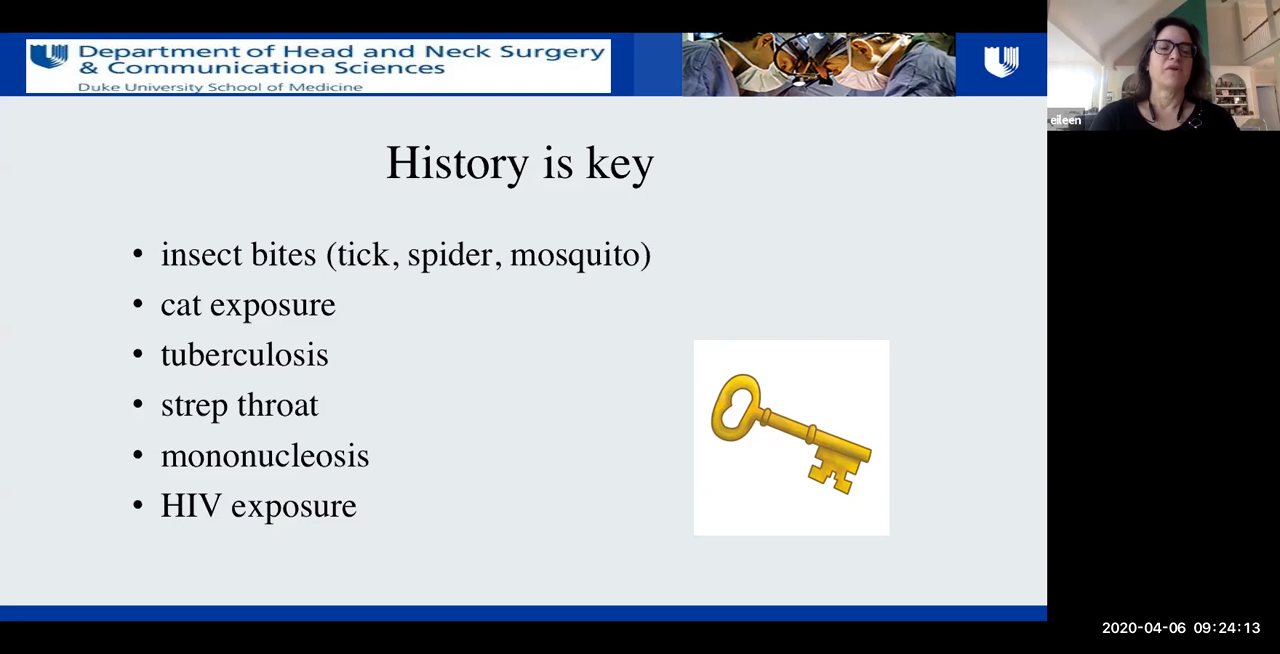 Department of Head and Neck Surgery
& Communication Sciences
Duke University School of Medicine
eileen
History is key
• insect bites (tick, spider, mosquito)
• cat exposure
• tuberculosis
• strep throat
• mononucleosis
• HIV exposure
2020-04-06 09:24:13